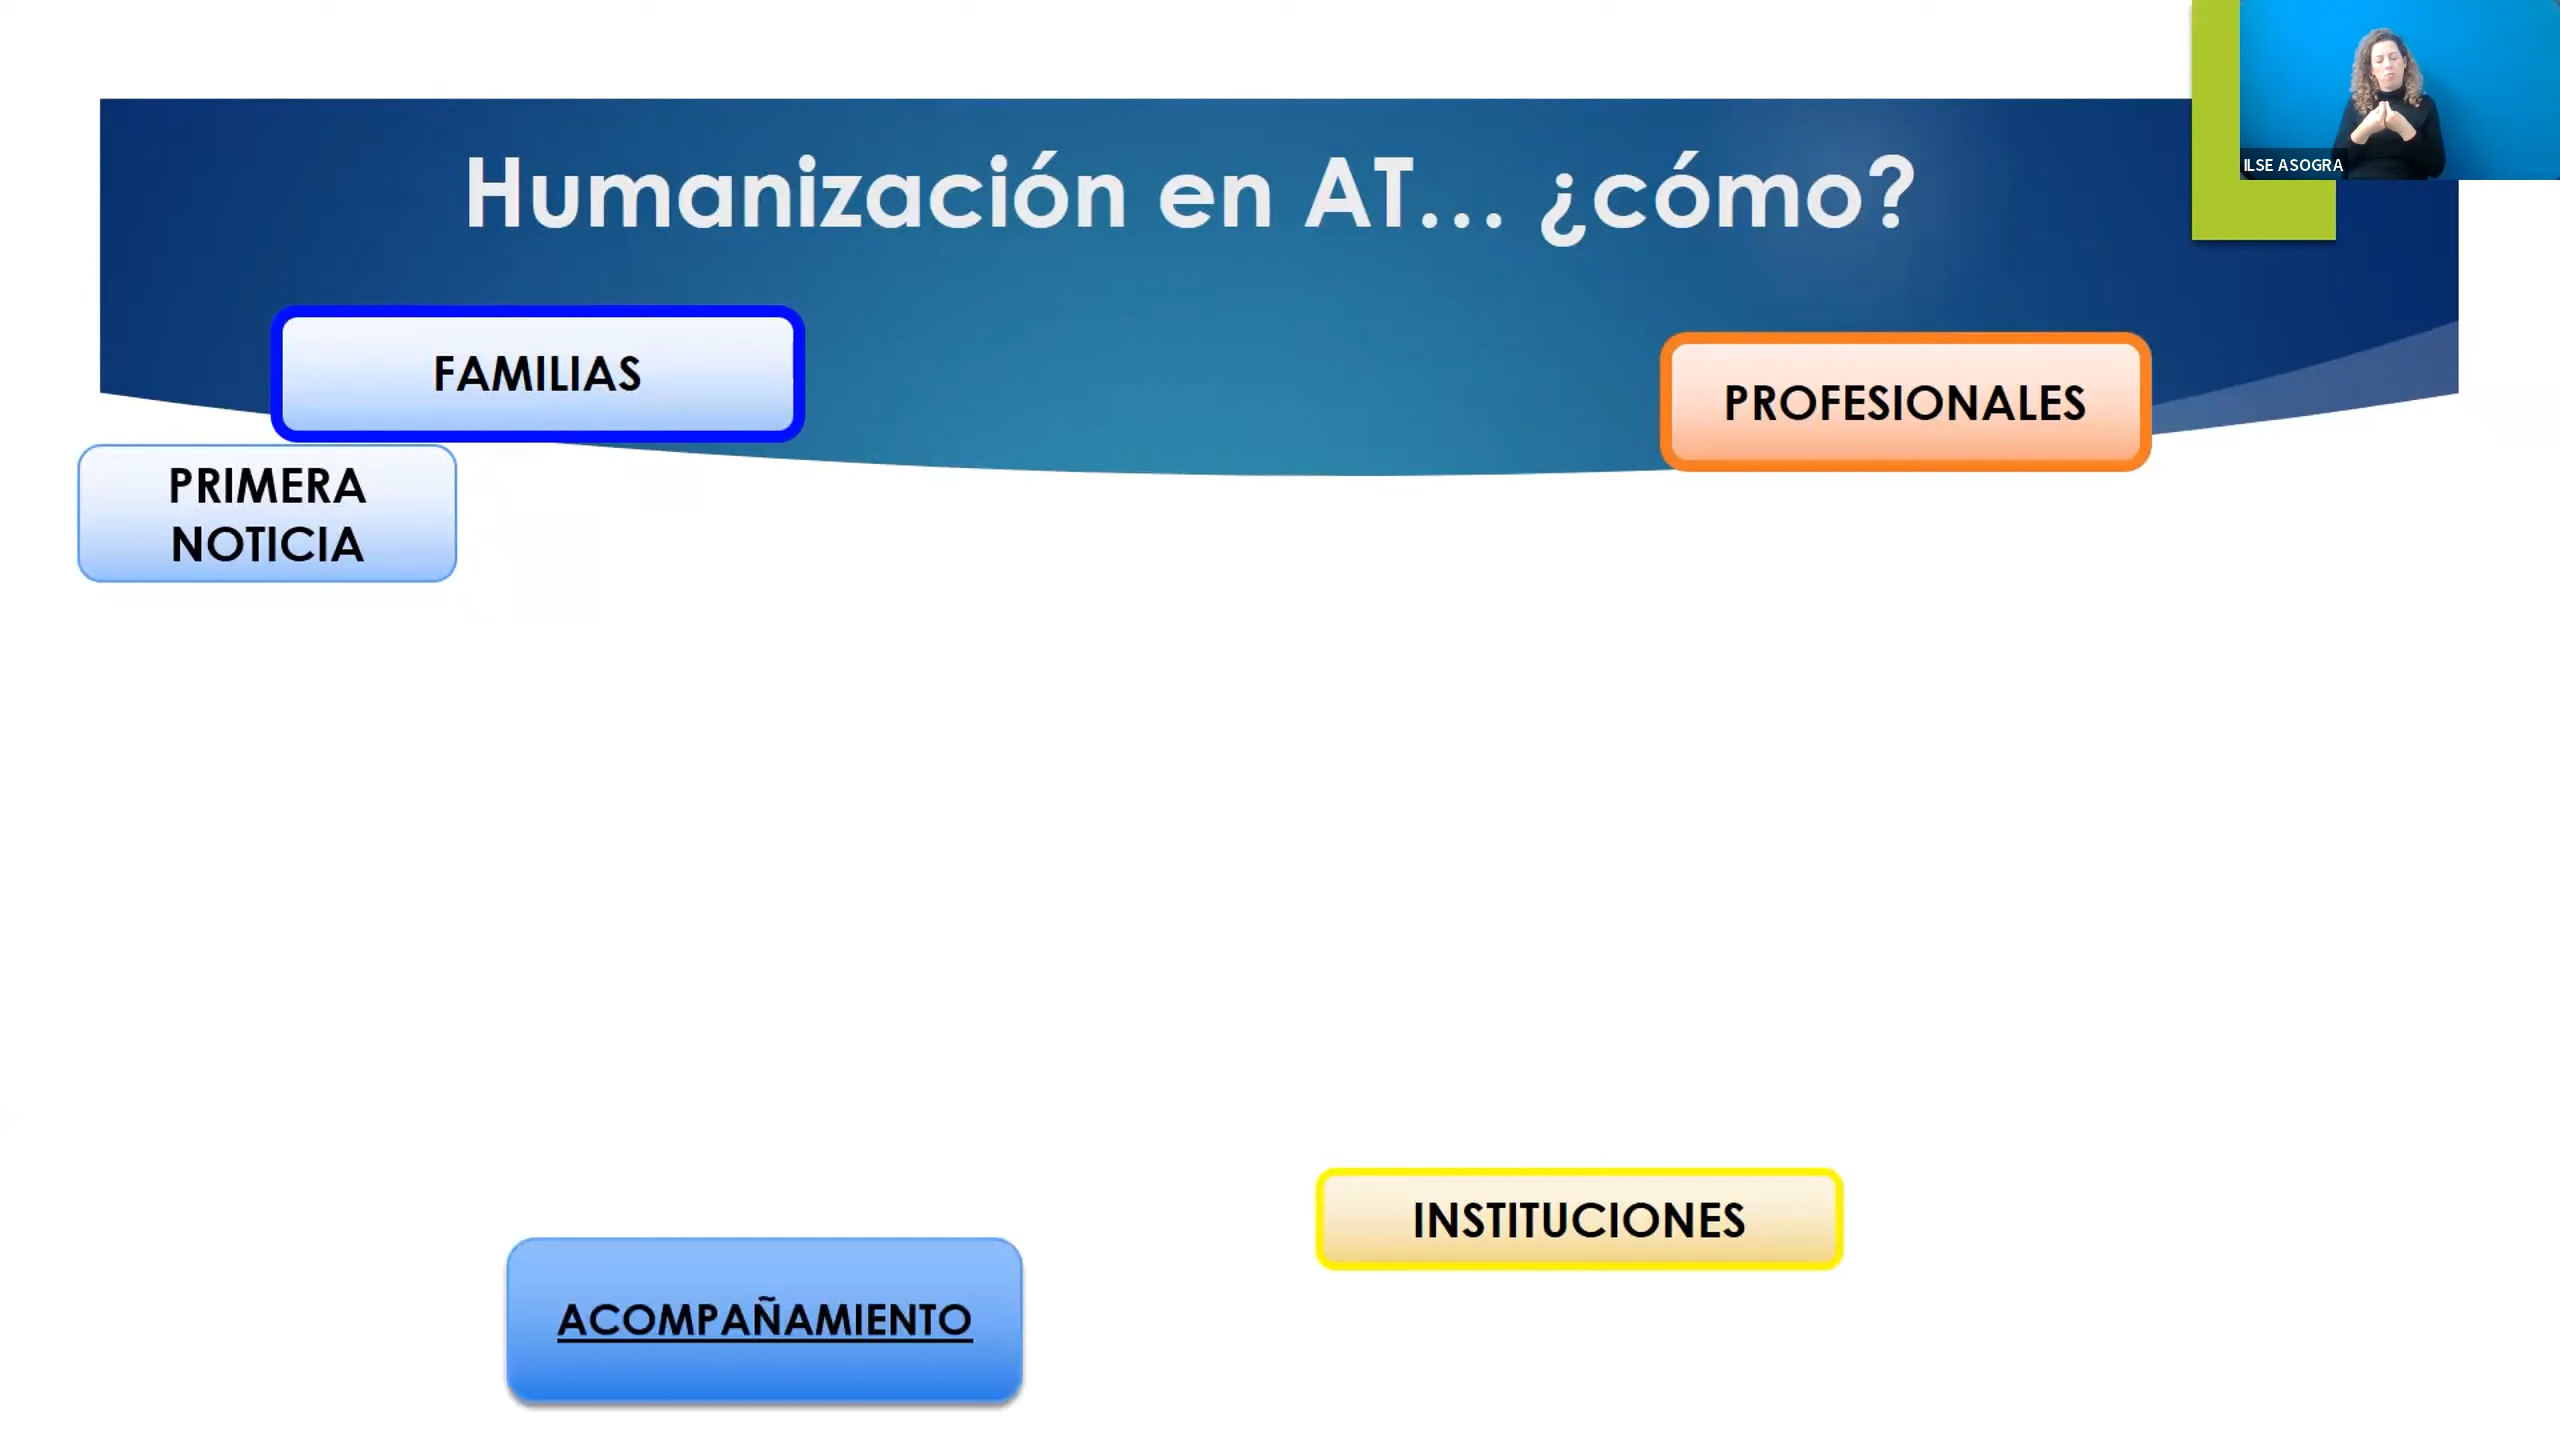 Humanización en AT... ¿cómo?
ILSE ASOGRA
FAMILIAS
PROFESIONALES
PRIMERA
NOTICIA
INSTITUCIONES
ACOMPAÑAMIENTO